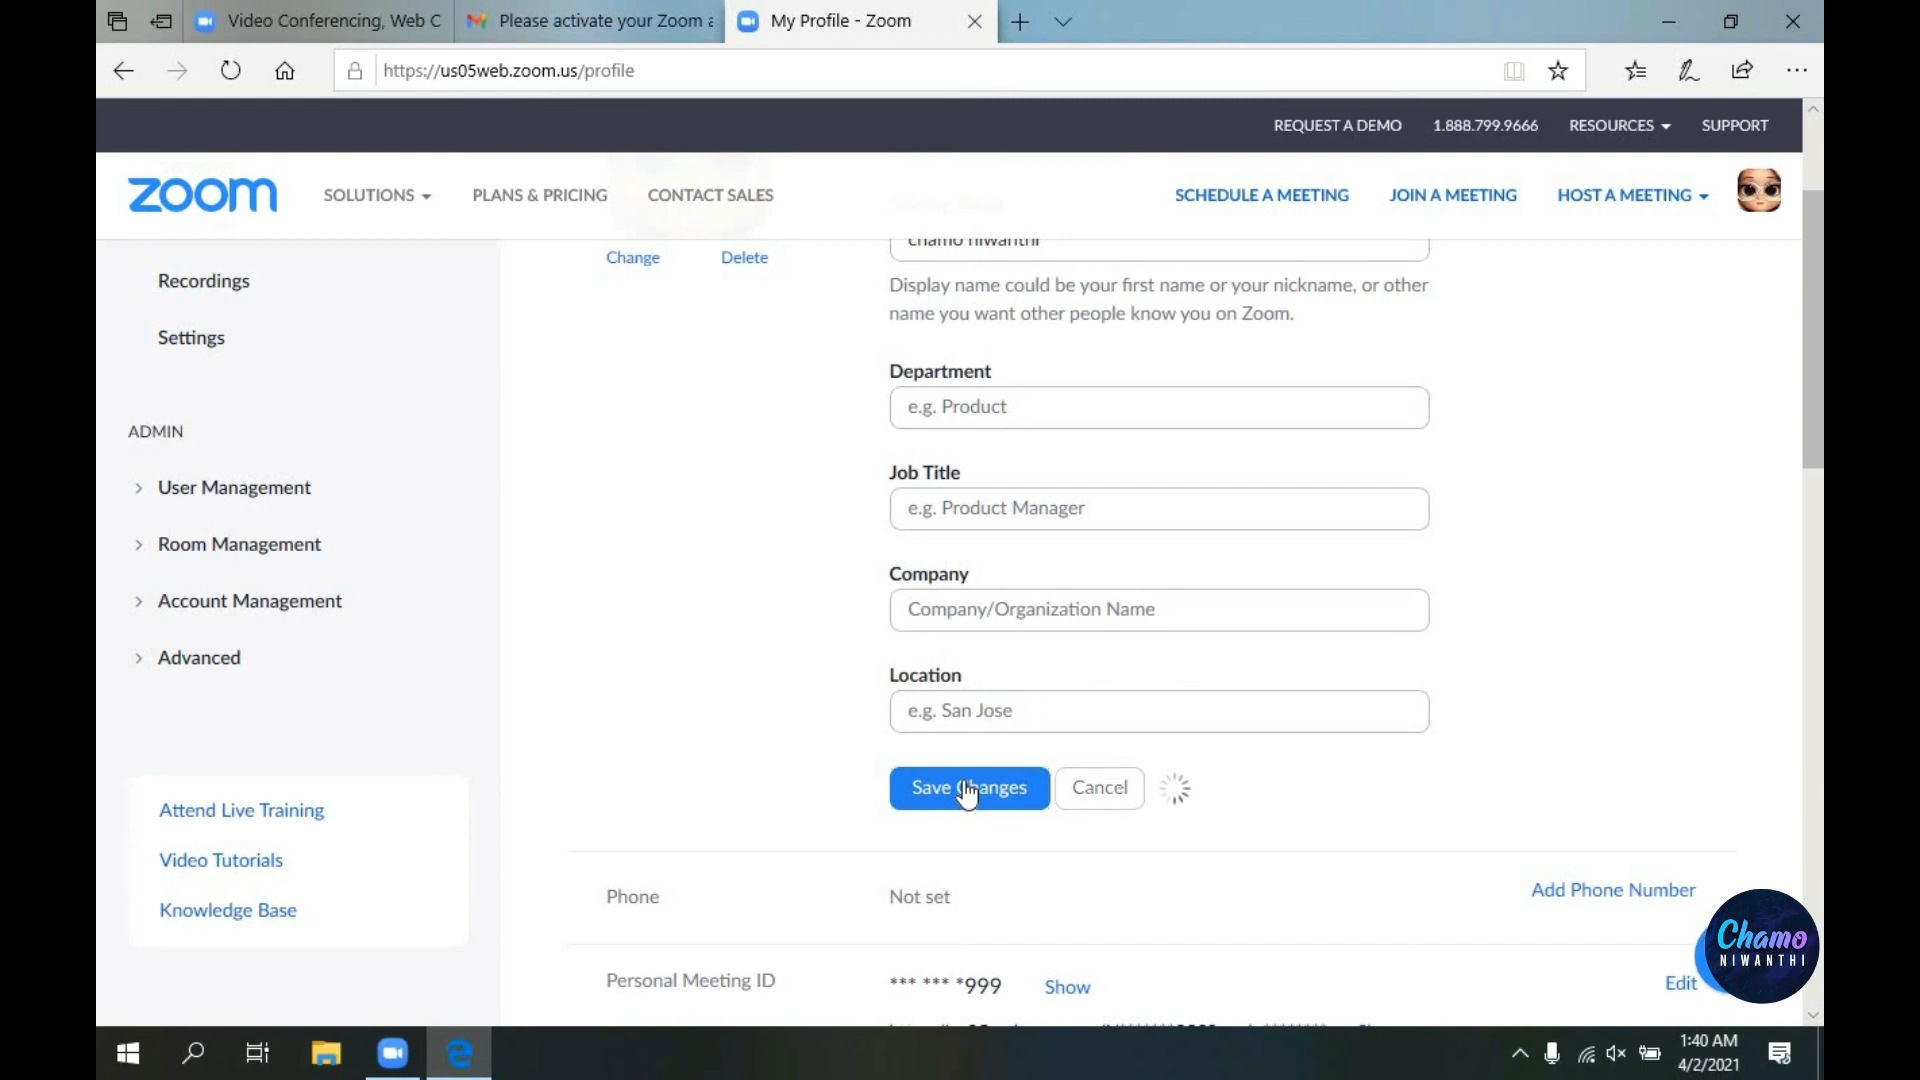 Video Conferencing, Web C
Please activate your Zoom a
My Profile - Zoom
https://us05web.zoom.us/profile
REQUEST A DEMO 1.888.799.9666 RESOURCES SUPPORT
zoom SOLUTIONS PLANS & PRICING CONTACT SALES SCHEDULE A MEETING JOIN A MEETING HOST A MEETING
chamo niwanthi
Change Delete
Display name could be your first name or your nickname, or other
name you want other people know you on Zoom.
Recordings
Settings
ADMIN
User Management
Room Management
Account Management
Advanced
Attend Live Training
Video Tutorials
Knowledge Base
Department
e.g. Product
Job Title
e.g. Product Manager
Company
Company/Organization Name
Location
e.g. San Jose
Save Changes Cancel
Phone Not set Add Phone Number
Personal Meeting ID *** *** *999 Show Edit
Chamo
NIWANTHI
1:40 AM
4/2/2021